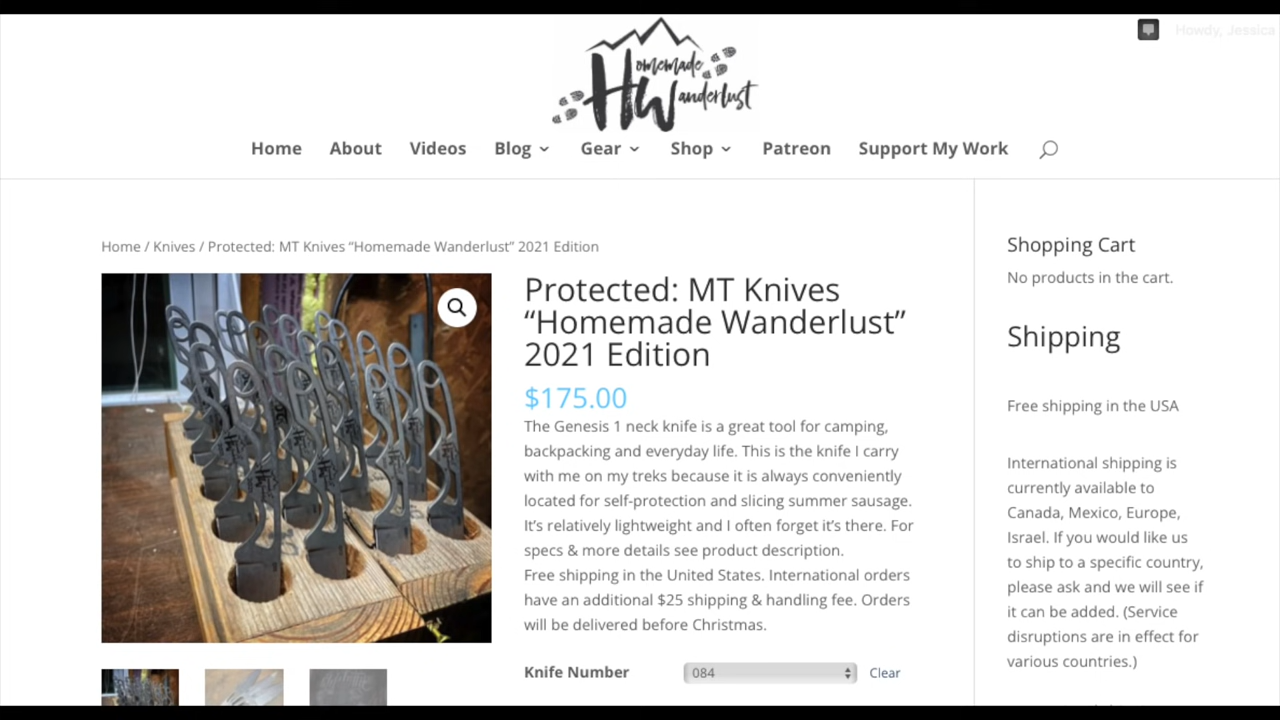 Howdy, Jessica
Homemade
Wanderlust
Home About Videos Blog Gear Shop Patreon Support My Work
Home / Knives / Protected: MT Knives “Homemade Wanderlust” 2021 Edition
Protected: MT Knives
“Homemade Wanderlust”
2021 Edition
$175.00
The Genesis 1 neck knife is a great tool for camping,
backpacking and everyday life. This is the knife I carry
with me on my treks because it is always conveniently
located for self-protection and slicing summer sausage.
It’s relatively lightweight and I often forget it’s there. For
specs & more details see product description.
Free shipping in the United States. International orders
have an additional $25 shipping & handling fee. Orders
will be delivered before Christmas.
Knife Number 084 Clear
Shopping Cart
No products in the cart.
Shipping
Free shipping in the USA
International shipping is
currently available to
Canada, Mexico, Europe,
Israel. If you would like us
to ship to a specific country,
please ask and we will see if
it can be added. (Service
disruptions are in effect for
various countries.)